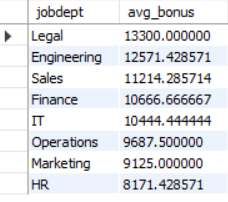 jobdept avg_bonus
Legal 13300.000000
Engineering 12571.428571
Sales 11214.285714
Finance 10666.666667
IT 10444.444444
Operations 9687.500000
Marketing 9125.000000
HR 8171.428571